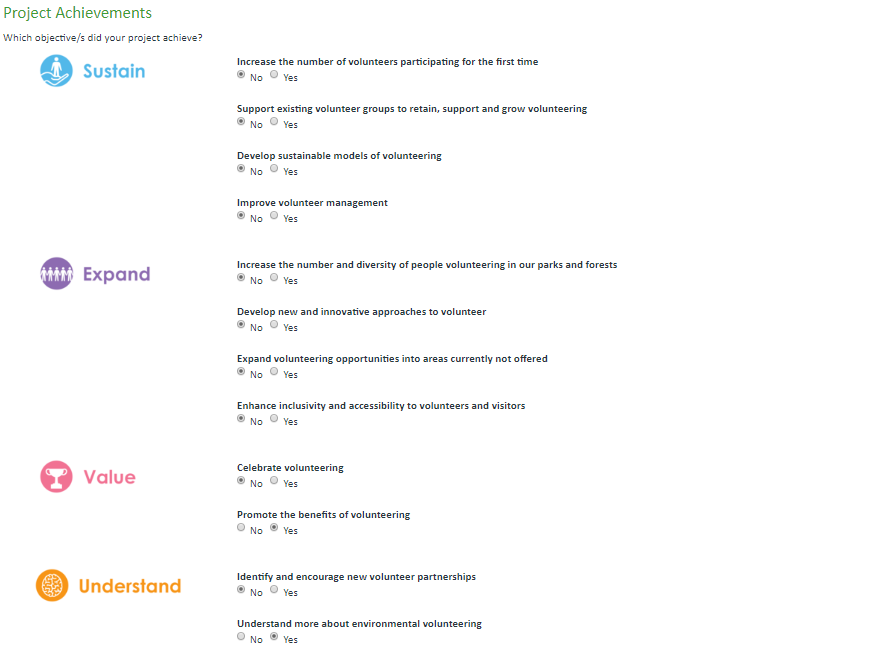 Project Achievements
Which objective/s did your project achieve?
Sustain
Increase the number of volunteers participating for the first time
No Yes
Support existing volunteer groups to retain, support and grow volunteering
No Yes
Develop sustainable models of volunteering
No Yes
Improve volunteer management
No Yes
Expand
Increase the number and diversity of people volunteering in our parks and forests
No Yes
Develop new and innovative approaches to volunteer
No Yes
Expand volunteering opportunities into areas currently not offered
No Yes
Enhance inclusivity and accessibility to volunteers and visitors
No Yes
Value
Celebrate volunteering
No Yes
Promote the benefits of volunteering
No Yes
Understand
Identify and encourage new volunteer partnerships
No Yes
Understand more about environmental volunteering
No Yes